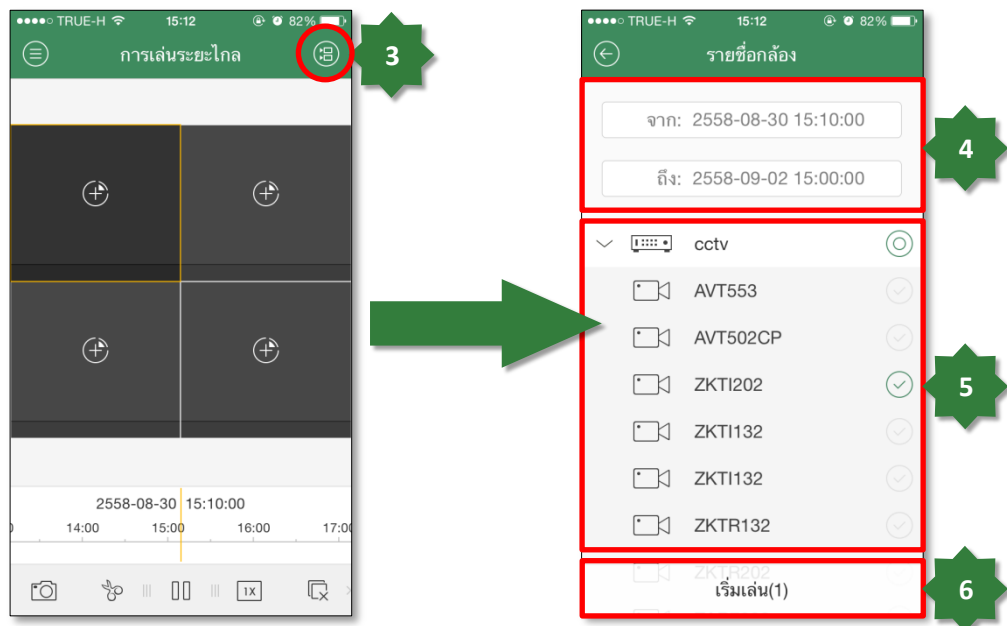 TRUE-H 15:12 82%
การเล่นระยะไกล
3
2558-08-30 15:10:00
14:00 15:00 16:00 17:00
1X
TRUE-H 15:12 82%
รายชื่อกล้อง
จาก: 2558-08-30 15:10:00
ถึง: 2558-09-02 15:00:00
4
cctv
AVT553
AVT502CP
ZKTI202
5
ZKTI132
ZKTI132
ZKTR132
ZKTR202
เริ่มเล่น(1)
6